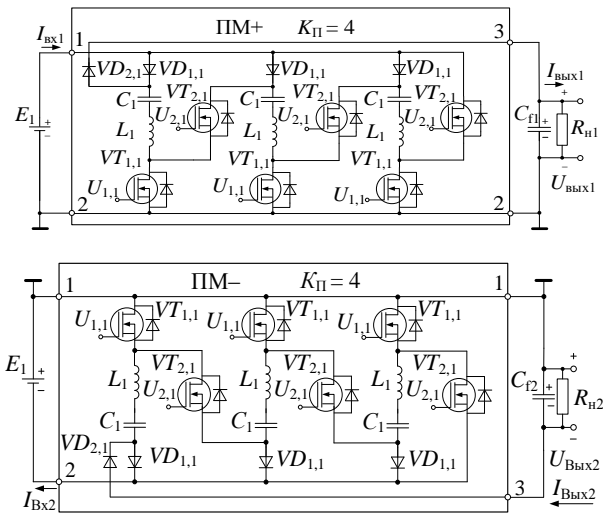 ПМ+ K_П = 4
I_вх1 1 3
VD_2,1 VD_1,1 VD_1,1 VD_1,1 I_вых1
VT_2,1 VT_2,1 VT_2,1 +
C_1 C_1 C_1
U_2,1 U_2,1 U_2,1
E_1 + − L_1 L_1 L_1 C_f1 + − R_н1
VT_1,1 VT_1,1 VT_1,1
U_1,1 U_1,1 U_1,1 −
U_вых1
2 2
1 ПМ− K_П = 4 1
VT_1,1 VT_1,1 VT_1,1
U_1,1 U_1,1 U_1,1
VT_2,1 VT_2,1 VT_2,1 +
E_1 + − L_1 L_1 L_1 C_f2 + − R_н2
U_2,1 U_2,1 U_2,1
C_1 C_1 C_1
VD_2,1 −
VD_1,1 VD_1,1 VD_1,1 U_Вых2
2 3
I_Вх2 I_Вых2